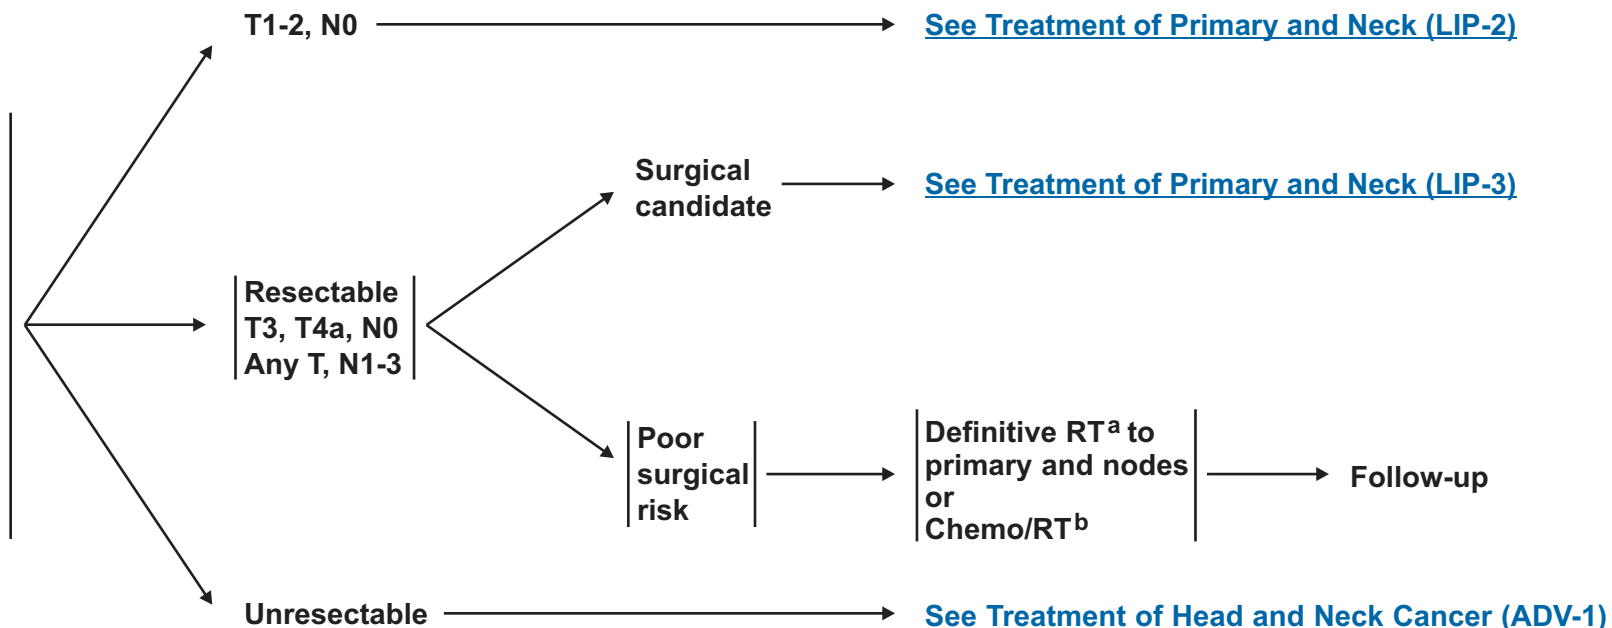 T1-2, N0
See Treatment of Primary and Neck (LIP-2)
Surgical
candidate
See Treatment of Primary and Neck (LIP-3)
Resectable
T3, T4a, N0
Any T, N1-3
Poor
surgical
risk
Definitive RTa to
primary and nodes
or
Chemo/RTb
Follow-up
Unresectable
See Treatment of Head and Neck Cancer (ADV-1)